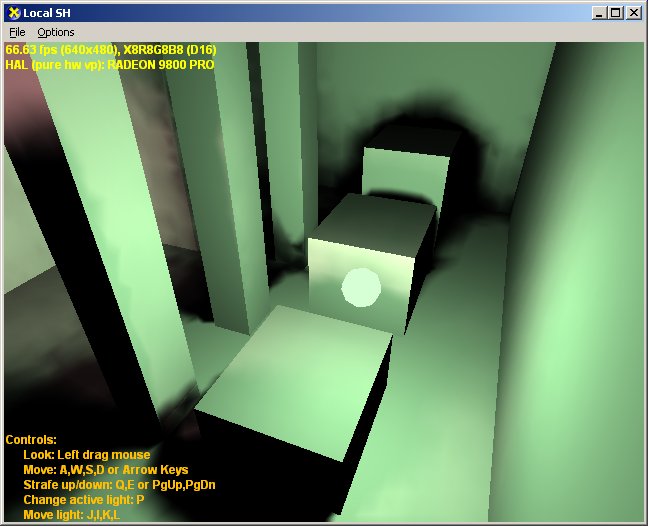 Local SH
File Options
66.63 fps (640x480), X8R8G8B8 (D16)
HAL (pure hw vp): RADEON 9800 PRO
Controls:
Look: Left drag mouse
Move: A,W,S,D or Arrow Keys
Strafe up/down: Q,E or PgUp,PgDn
Change active light: P
Move light: J,I,K,L